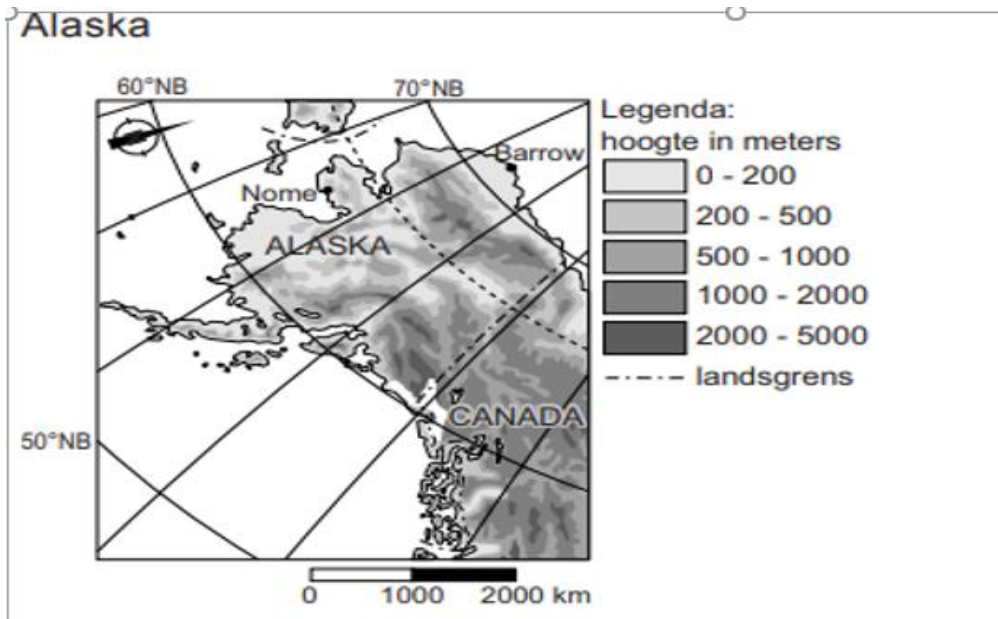 Alaska
60°NB
70°NB
Legenda:
hoogte in meters
Barrow
0 - 200
Nome
200 - 500
ALASKA
500 - 1000
1000 - 2000
2000 - 5000
landsgrens
CANADA
50°NB
0 1000 2000 km